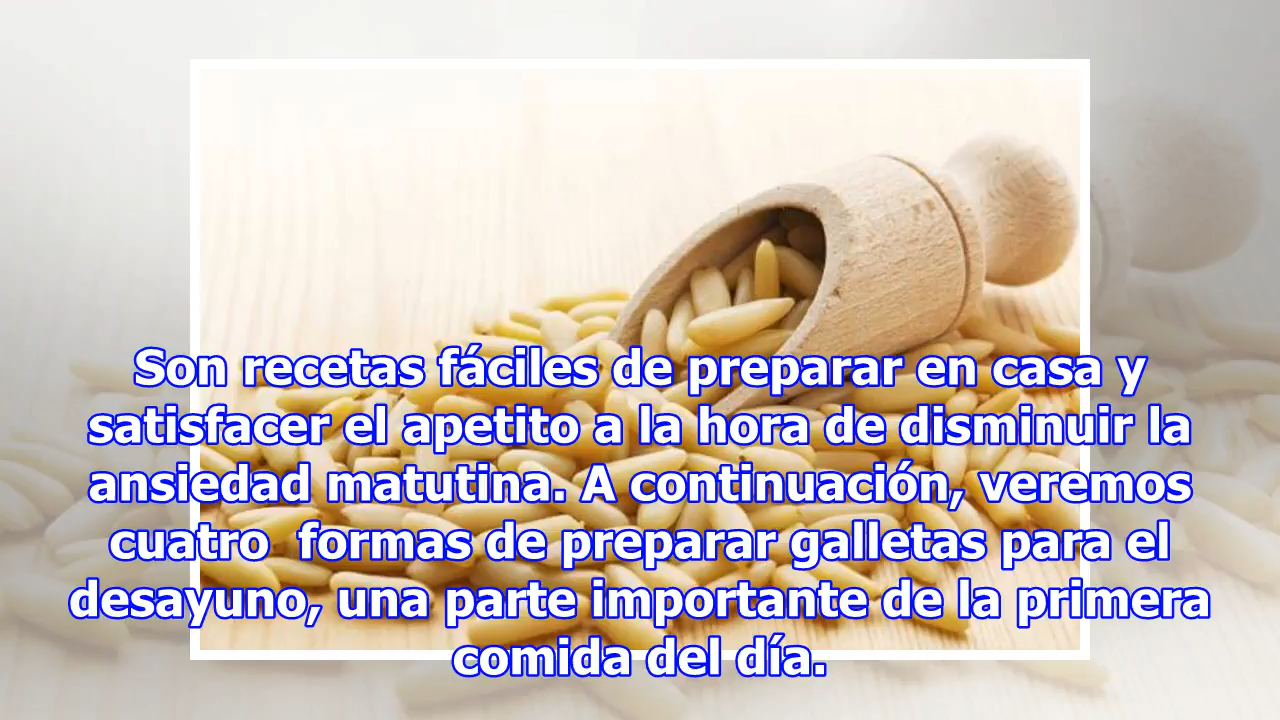 Son recetas fáciles de preparar en casa y
satisfacer el apetito a la hora de disminuir la
ansiedad matutina. A continuación, veremos
cuatro  formas de preparar galletas para el
desayuno, una parte importante de la primera
comida del día.